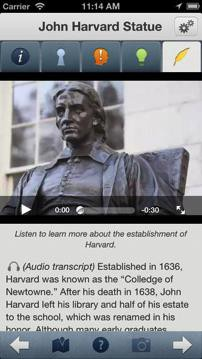 Carrier
11:14 AM
John Harvard Statue
i
0:00
-0:30
Listen to learn more about the establishment of
Harvard.
(Audio transcript) Established in 1636,
Harvard was known as the “Colledge of
Newtowne.” After his death in 1638, John
Harvard left his library and half of his estate
to the school, which was renamed in his
honor. Although many early graduates
?